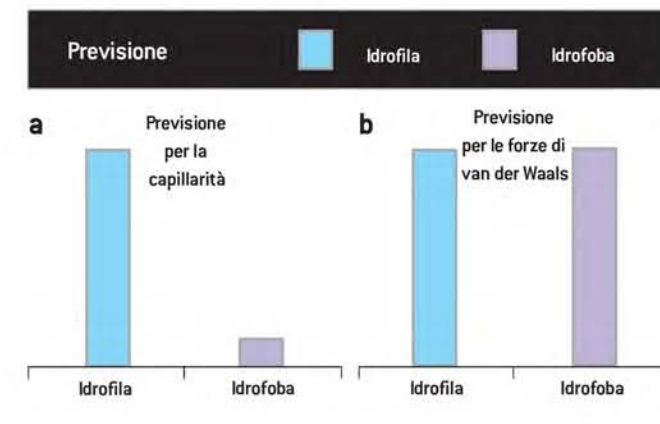 Previsione
Idrofila
Idrofoba
a
Previsione
per la
capillarità
Idrofila
Idrofoba
b
Previsione
per le forze di
van der Waals
Idrofila
Idrofoba